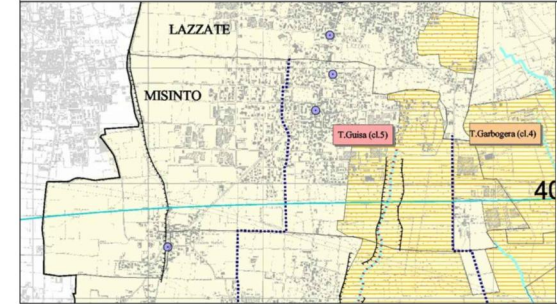 LAZZATE
MISINTO
T.Guisa (cl.5)
T.Garbogera (cl.4)
40